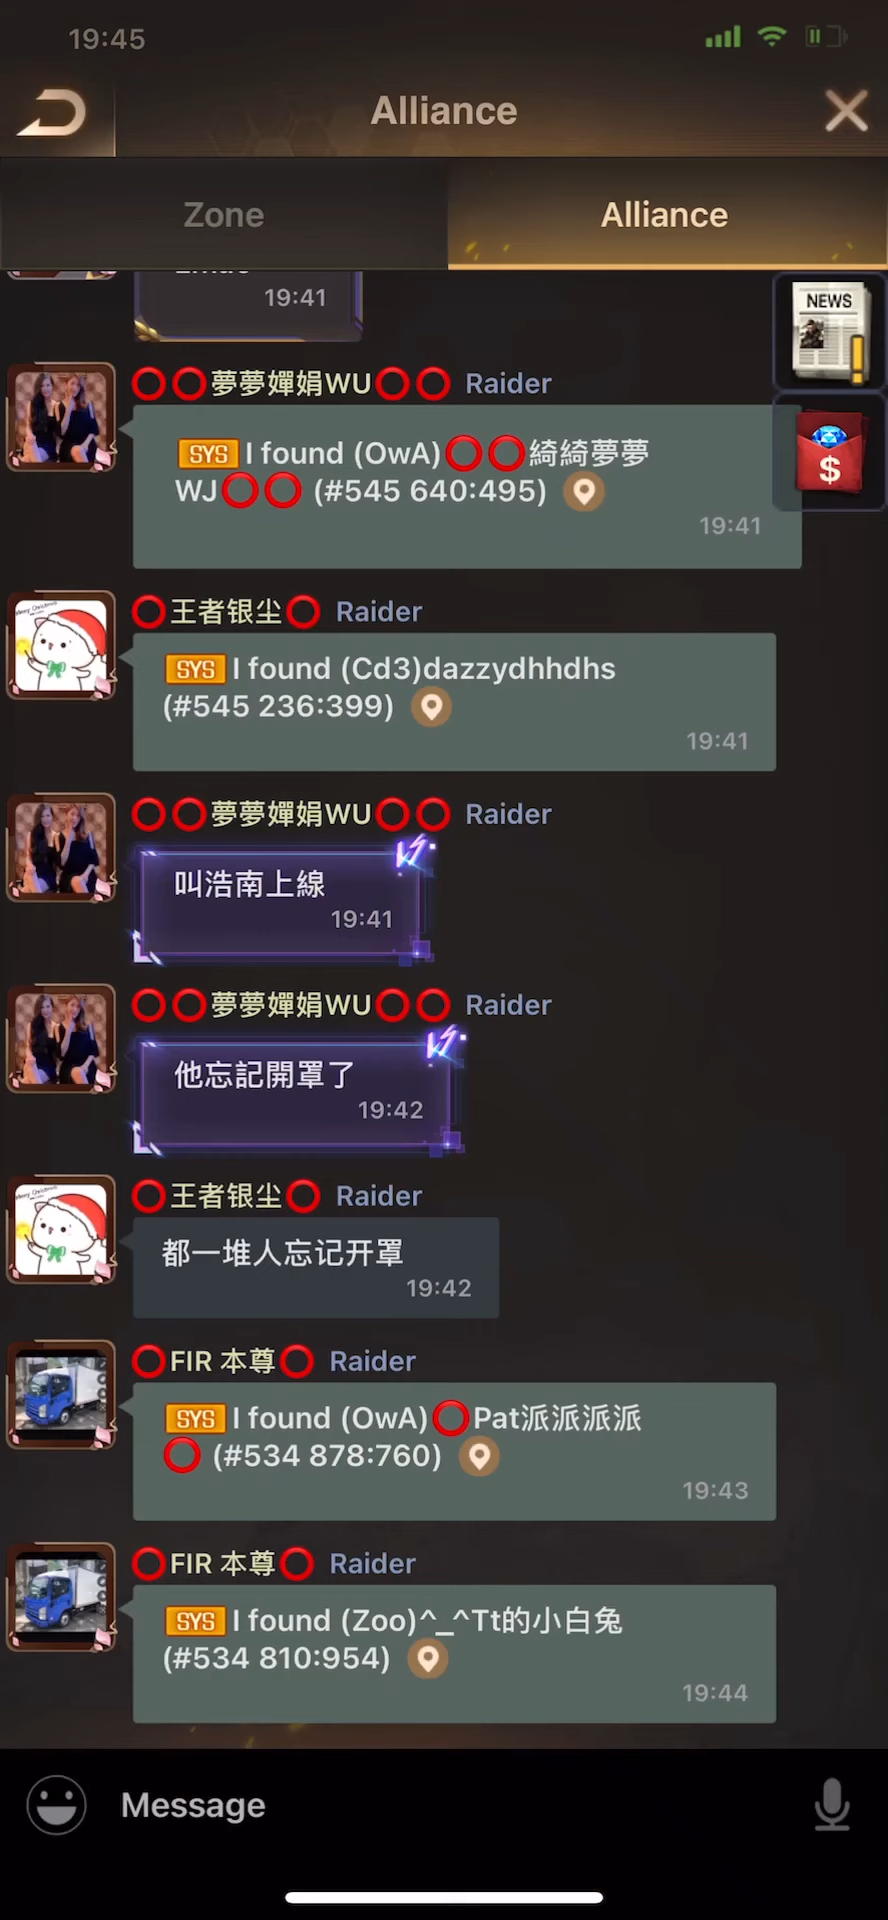 19:45
Alliance
Zone
Alliance
19:41
NEWS
$
⭕⭕夢夢嬋娟WU⭕⭕ Raider
SYS I found (OwA)⭕⭕綺綺夢夢
WJ⭕⭕ (#545 640:495)
19:41
⭕王者银尘⭕ Raider
SYS I found (Cd3)dazzydhhdhs
(#545 236:399)
19:41
⭕⭕夢夢嬋娟WU⭕⭕ Raider
叫浩南上線
19:41
⭕⭕夢夢嬋娟WU⭕⭕ Raider
他忘記開罩了
19:42
⭕王者银尘⭕ Raider
都一堆人忘记开罩
19:42
⭕FIR 本尊⭕ Raider
SYS I found (OwA)⭕Pat派派派派
⭕ (#534 878:760)
19:43
⭕FIR 本尊⭕ Raider
SYS I found (Zoo)^_^Tt的小白兔
(#534 810:954)
19:44
Message